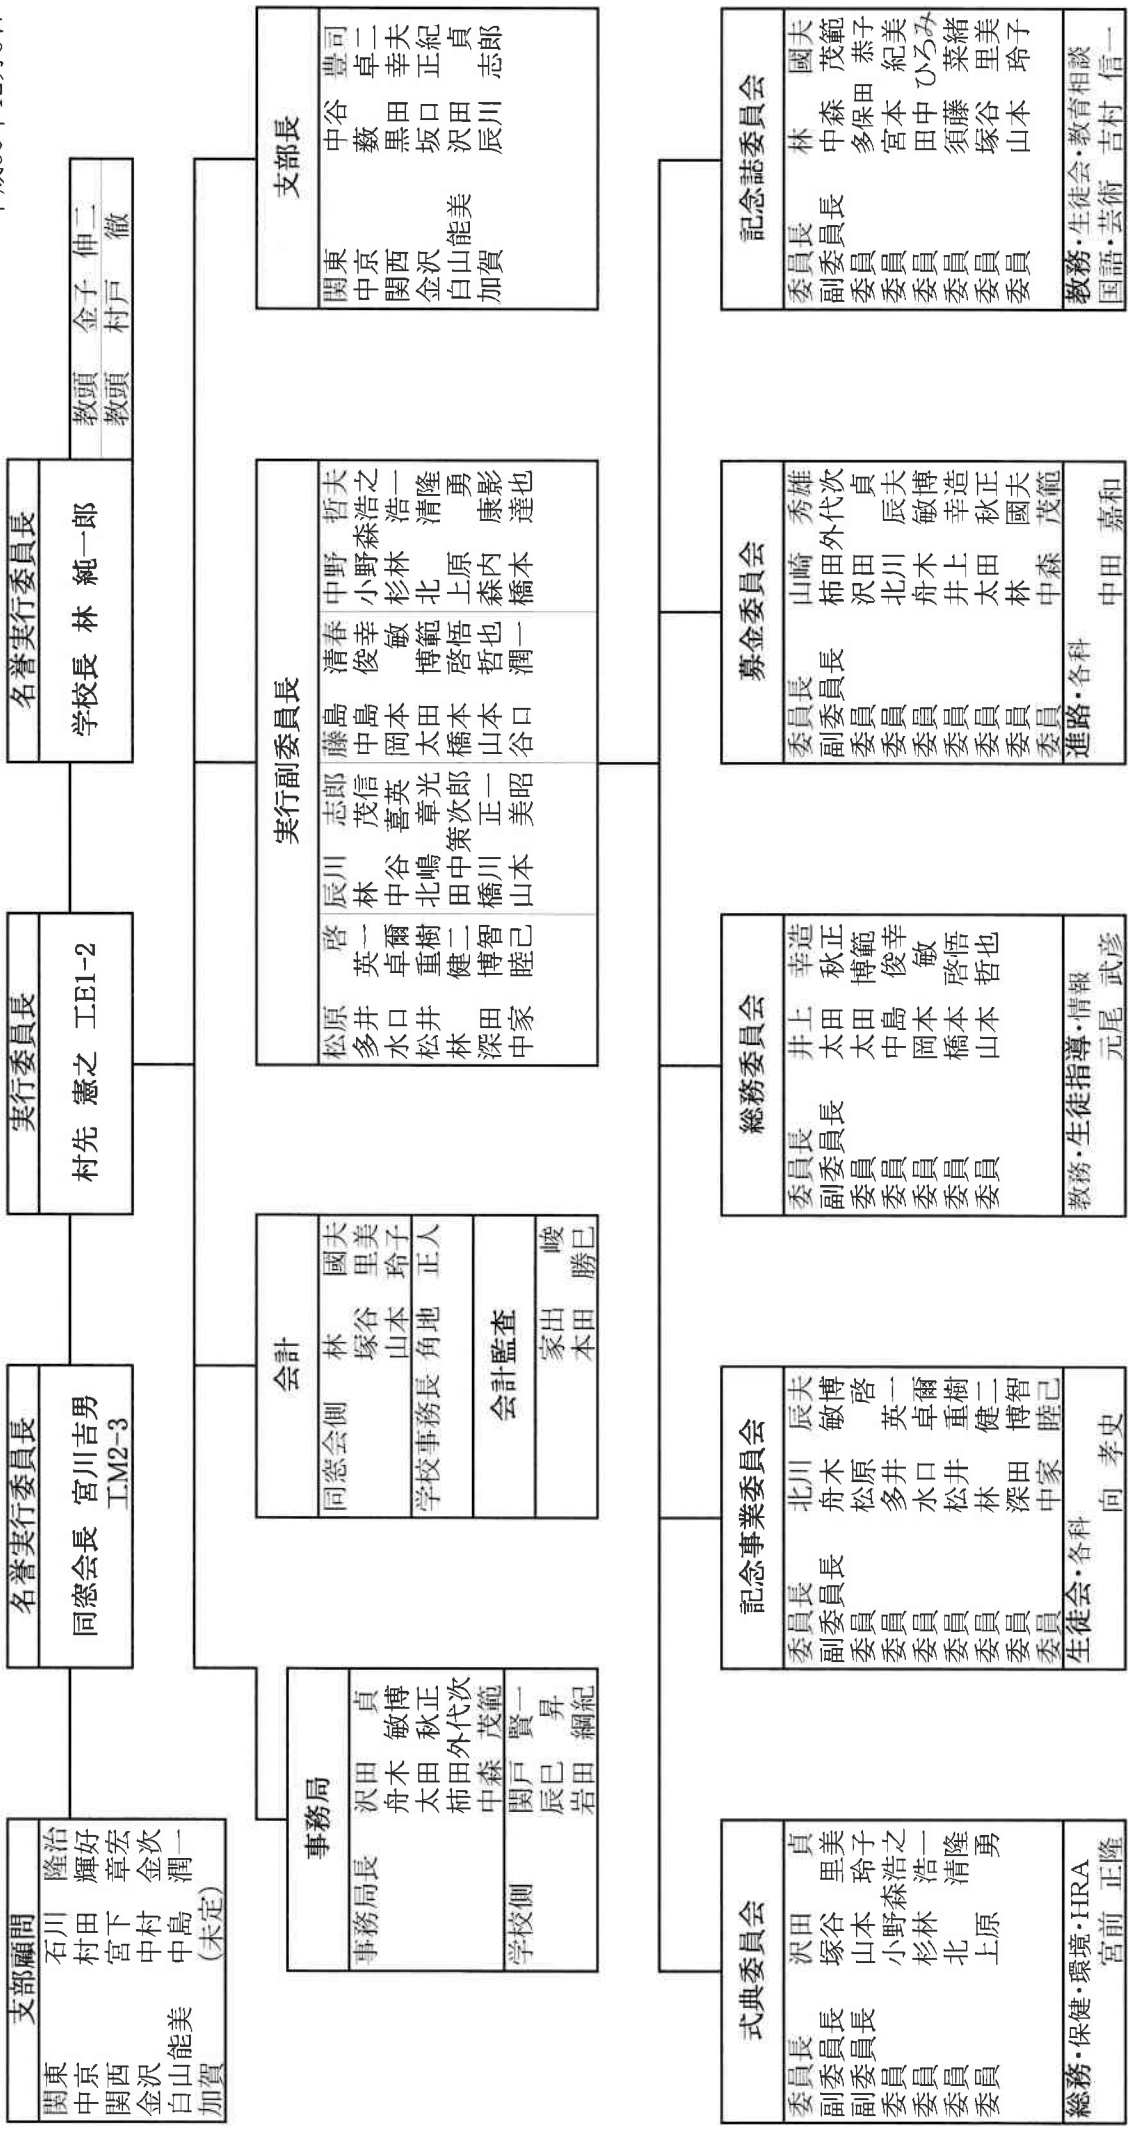 支部顧問
関東 石川 隆治
中京 村田 輝好
関西 宮下 章宏
金沢 中村 金次
白山能美 中島 潤一
加賀 (未定)
名誉実行委員長
同窓会長 宮川吉男
工M2-3
実行委員長
村先 憲之 工E1-2
名誉実行委員長
学校長 林 純一郎
教頭 金子 伸二
教頭 村戸 徹
事務局
事務局長 沢田 貞
舟木 敏博
太田 秋正
柿田外代次
中森 茂範
学校側 関戸 賢一
辰巳 昇
岩田 綱紀
会計
同窓会側 林 國夫
塚谷 里美
山本 玲子
学校事務長 角地 正人
会計監査
家出 峻
本田 勝巳
実行副委員長
松原 啓 辰川 志郎 藤島 清春 中野 哲夫
多井 英一 林 茂信 中島 俊幸 小野森浩之
水口 卓爾 中谷 喜英 岡本 敏 杉林 浩一
松井 重樹 北嶋 章光 太田 博範 北 清隆
林 健二 田中策次郎 橋本 啓悟 上原 勇
深田 博智 橋川 正一 山本 哲也 森内 康影
中家 睦己 山本 美昭 谷口 潤一 橋本 達也
支部長
関東 中谷 豊司
中京 薮 卓二
関西 黒田 幸夫
金沢 坂口 正紀
白山能美 沢田 貞
加賀 辰川 志郎
式典委員会
委員長 沢田 貞
副委員長 塚谷 里美
副委員長 山本 玲子
委員 小野森浩之
委員 杉林 浩一
委員 北 清隆
委員 上原 勇
総務・保健・環境・HRA
宮前 正隆
記念事業委員会
委員長 北川 辰夫
副委員長 舟木 敏博
委員 松原 啓
委員 多井 英一
委員 水口 卓爾
委員 松井 重樹
委員 林 健二
委員 深田 博智
委員 中家 睦己
生徒会・各科
向 孝史
総務委員会
委員長 井上 幸造
副委員長 太田 秋正
委員 太田 博範
委員 中島 俊幸
委員 岡本 敏
委員 橋本 啓悟
委員 山本 哲也
教務・生徒指導・情報
元尾 武彦
募金委員会
委員長 山崎 秀雄
副委員長 柿田外代次
委員 沢田 貞
委員 北川 辰夫
委員 舟木 敏博
委員 井上 幸造
委員 太田 秋正
委員 林 國夫
委員 中森 茂範
進路・各科
中田 嘉和
記念誌委員会
委員長 林 國夫
副委員長 中森 茂範
委員 多保田 恭子
委員 宮本 紀美
委員 田中 ひろみ
委員 須藤 菜緒
委員 塚谷 里美
委員 山本 玲子
教務・生徒会・教育相談
国語・芸術 吉村 信一